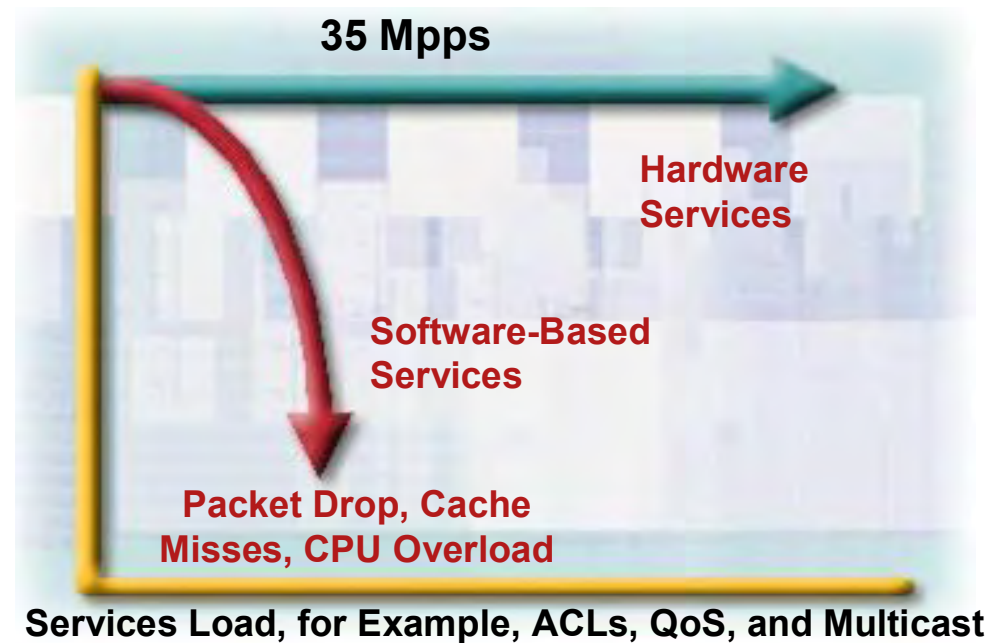 35 Mpps
Hardware
Services
Software-Based
Services
Packet Drop, Cache
Misses, CPU Overload
Services Load, for Example, ACLs, QoS, and Multicast